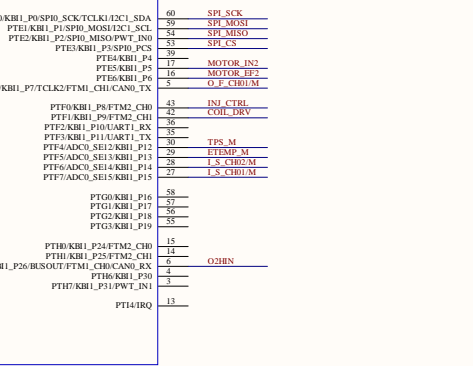 0/KBI1_P0/SPI0_SCK/TCLK1/I2C1_SDA 60 SPI_SCK
PTE1/KBI1_P1/SPI0_MOSI/I2C1_SCL 59 SPI_MOSI
PTE2/KBI1_P2/SPI0_MISO/PWT_IN0 54 SPI_MISO
PTE3/KBI1_P3/SPI0_PCS 53 SPI_CS
PTE4/KBI1_P4 39
PTE5/KBI1_P5 17 MOTOR_IN2
PTE6/KBI1_P6 16 MOTOR_EF2
/KBI1_P7/TCLK2/FTM1_CH1/CAN0_TX 5 O_F_CH01/M
PTF0/KBI1_P8/FTM2_CH0 43 INJ_CTRL
PTF1/KBI1_P9/FTM2_CH1 42 COIL_DRV
PTF2/KBI1_P10/UART1_RX 36
PTF3/KBI1_P11/UART1_TX 35
PTF4/ADC0_SE12/KBI1_P12 30 TPS_M
PTF5/ADC0_SE13/KBI1_P13 29 ETEMP_M
PTF6/ADC0_SE14/KBI1_P14 28 I_S_CH02/M
PTF7/ADC0_SE15/KBI1_P15 27 I_S_CH01/M
PTG0/KBI1_P16 58
PTG1/KBI1_P17 57
PTG2/KBI1_P18 56
PTG3/KBI1_P19 55
PTH0/KBI1_P24/FTM2_CH0 15
PTH1/KBI1_P25/FTM2_CH1 14
BI1_P26/BUSOUT/FTM1_CH0/CAN0_RX 6 O2HIN
PTH6/KBI1_P30 4
PTH7/KBI1_P31/PWT_IN1 3
PTI4/IRQ 13